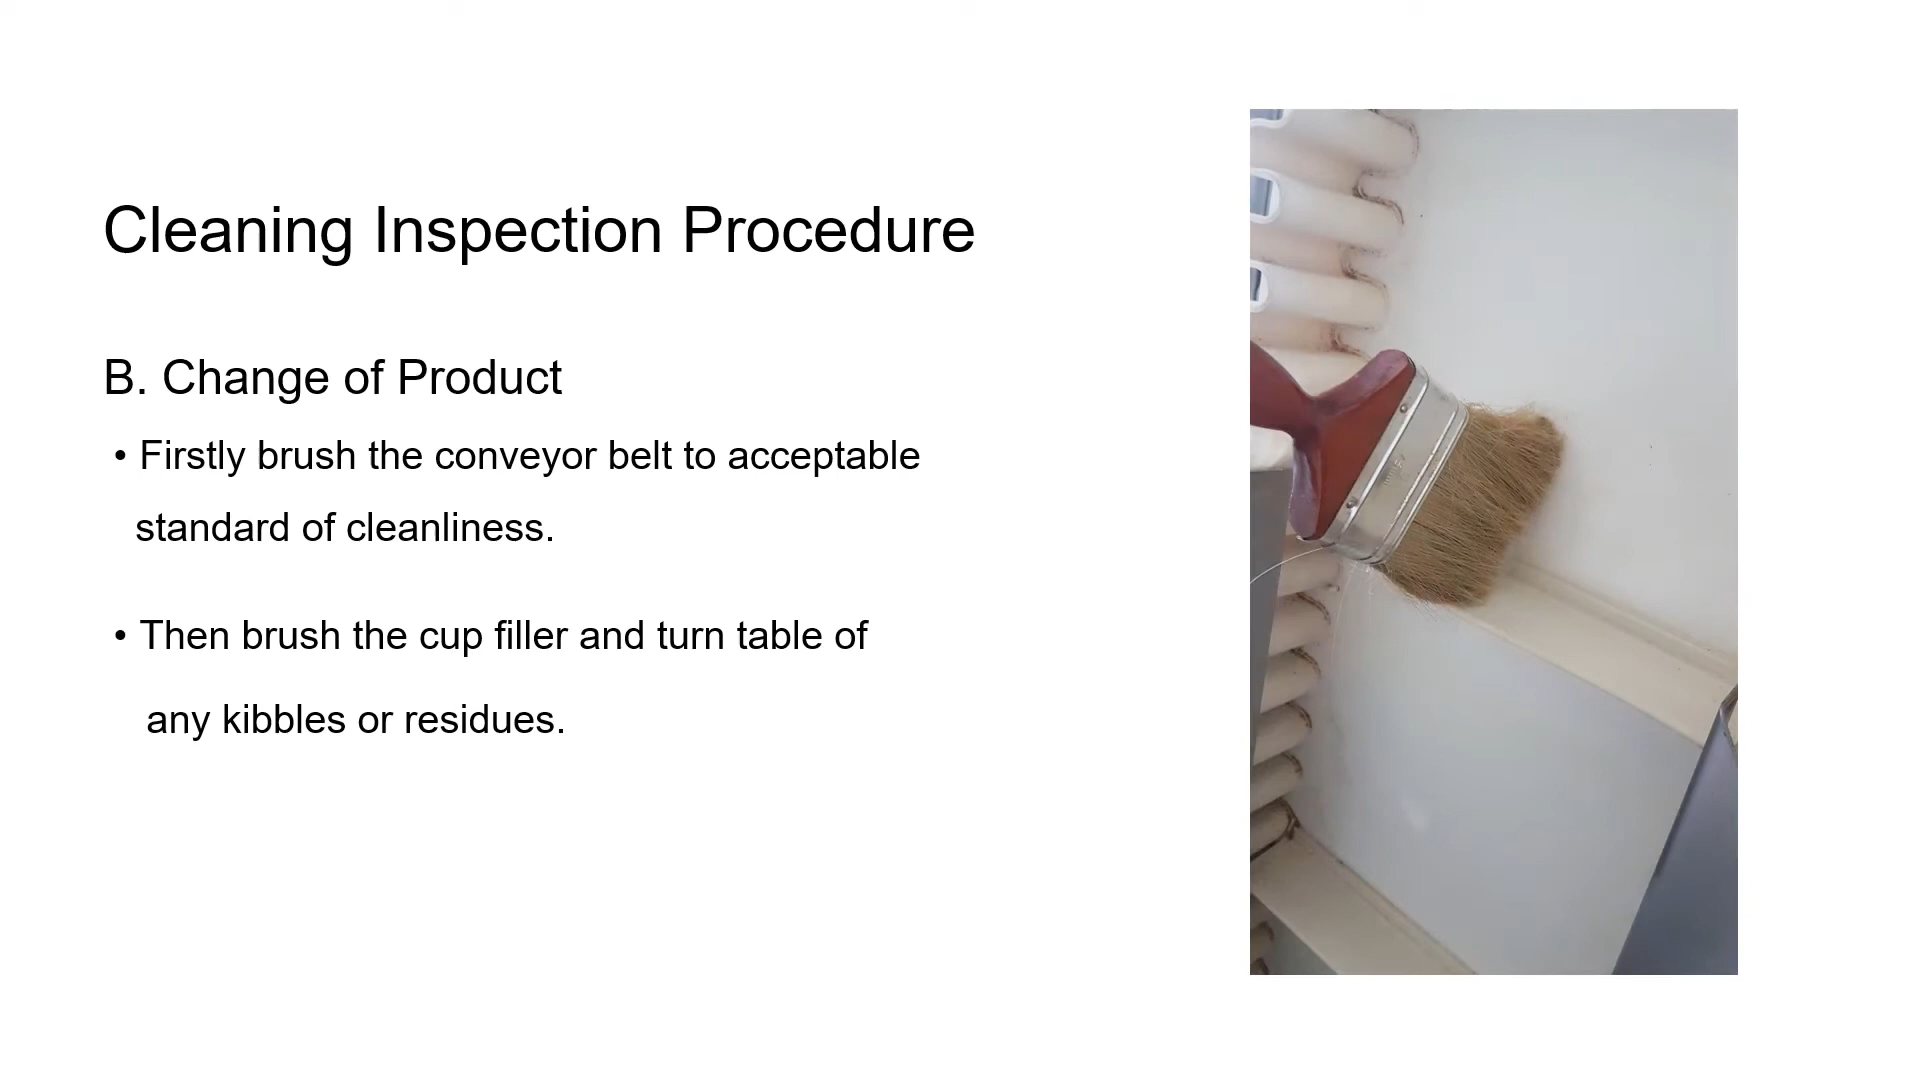 Cleaning Inspection Procedure
B. Change of Product
• Firstly brush the conveyor belt to acceptable
standard of cleanliness.
• Then brush the cup filler and turn table of
any kibbles or residues.